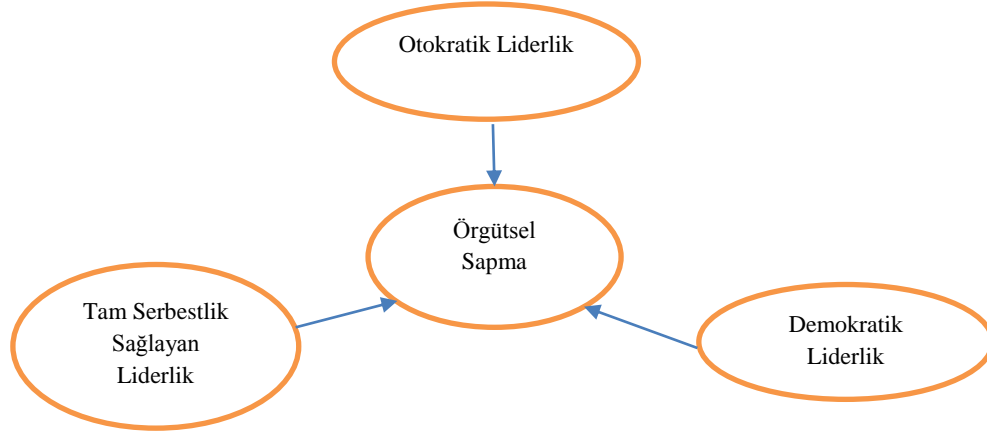 Otokratik Liderlik
Örgütsel
Sapma
Tam Serbestlik
Sağlayan
Liderlik
Demokratik
Liderlik